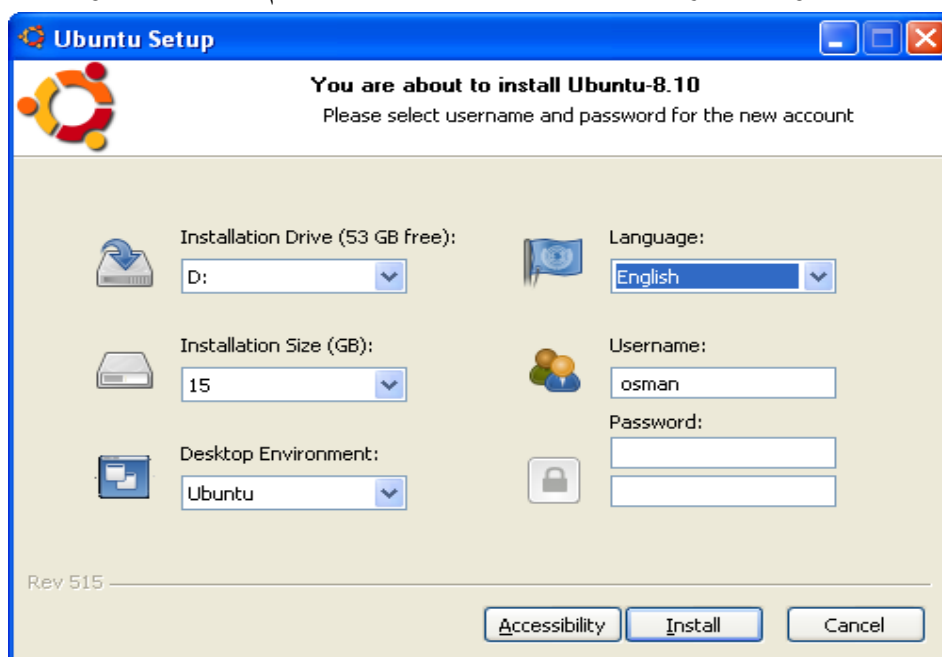 Ubuntu Setup
You are about to install Ubuntu-8.10
Please select username and password for the new account
Installation Drive (53 GB free):
D:
Language:
English
Installation Size (GB):
15
Username:
osman
Password:
Desktop Environment:
Ubuntu
Rev 515
Accessibility
Install
Cancel